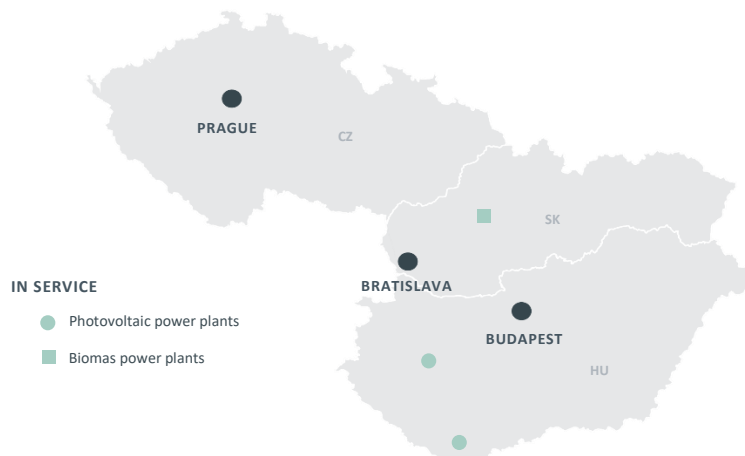 PRAGUE
CZ
SK
BRATISLAVA
IN SERVICE
Photovoltaic power plants
BUDAPEST
Biomas power plants
HU